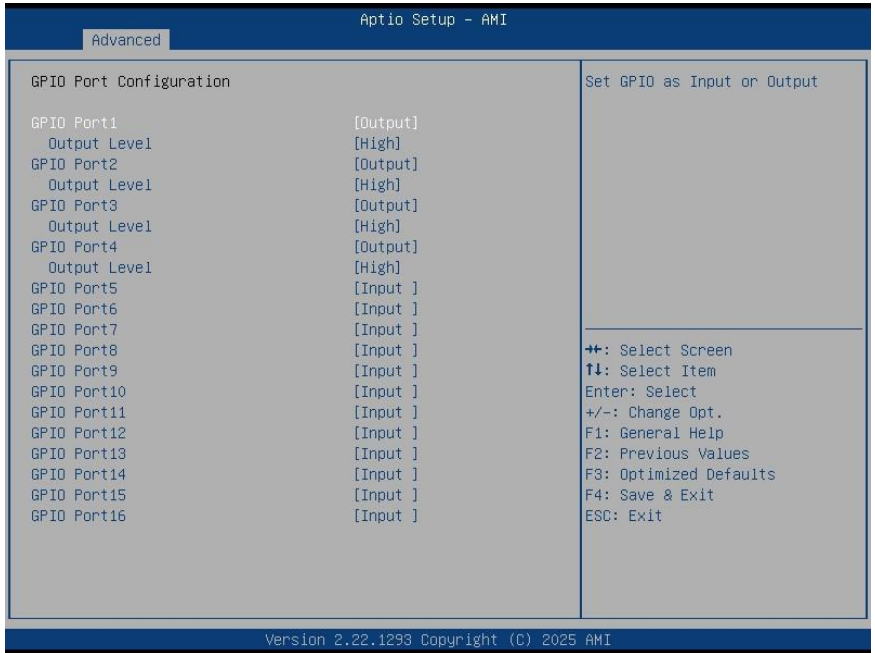 Aptio Setup - AMI
Advanced
GPIO Port Configuration
GPIO Port1 [Output]
Output Level [High]
GPIO Port2 [Output]
Output Level [High]
GPIO Port3 [Output]
Output Level [High]
GPIO Port4 [Output]
Output Level [High]
GPIO Port5 [Input ]
GPIO Port6 [Input ]
GPIO Port7 [Input ]
GPIO Port8 [Input ]
GPIO Port9 [Input ]
GPIO Port10 [Input ]
GPIO Port11 [Input ]
GPIO Port12 [Input ]
GPIO Port13 [Input ]
GPIO Port14 [Input ]
GPIO Port15 [Input ]
GPIO Port16 [Input ]
Set GPIO as Input or Output
→←: Select Screen
↑↓: Select Item
Enter: Select
+/-: Change Opt.
F1: General Help
F2: Previous Values
F3: Optimized Defaults
F4: Save & Exit
ESC: Exit
Version 2.22.1293 Copyright (C) 2025 AMI